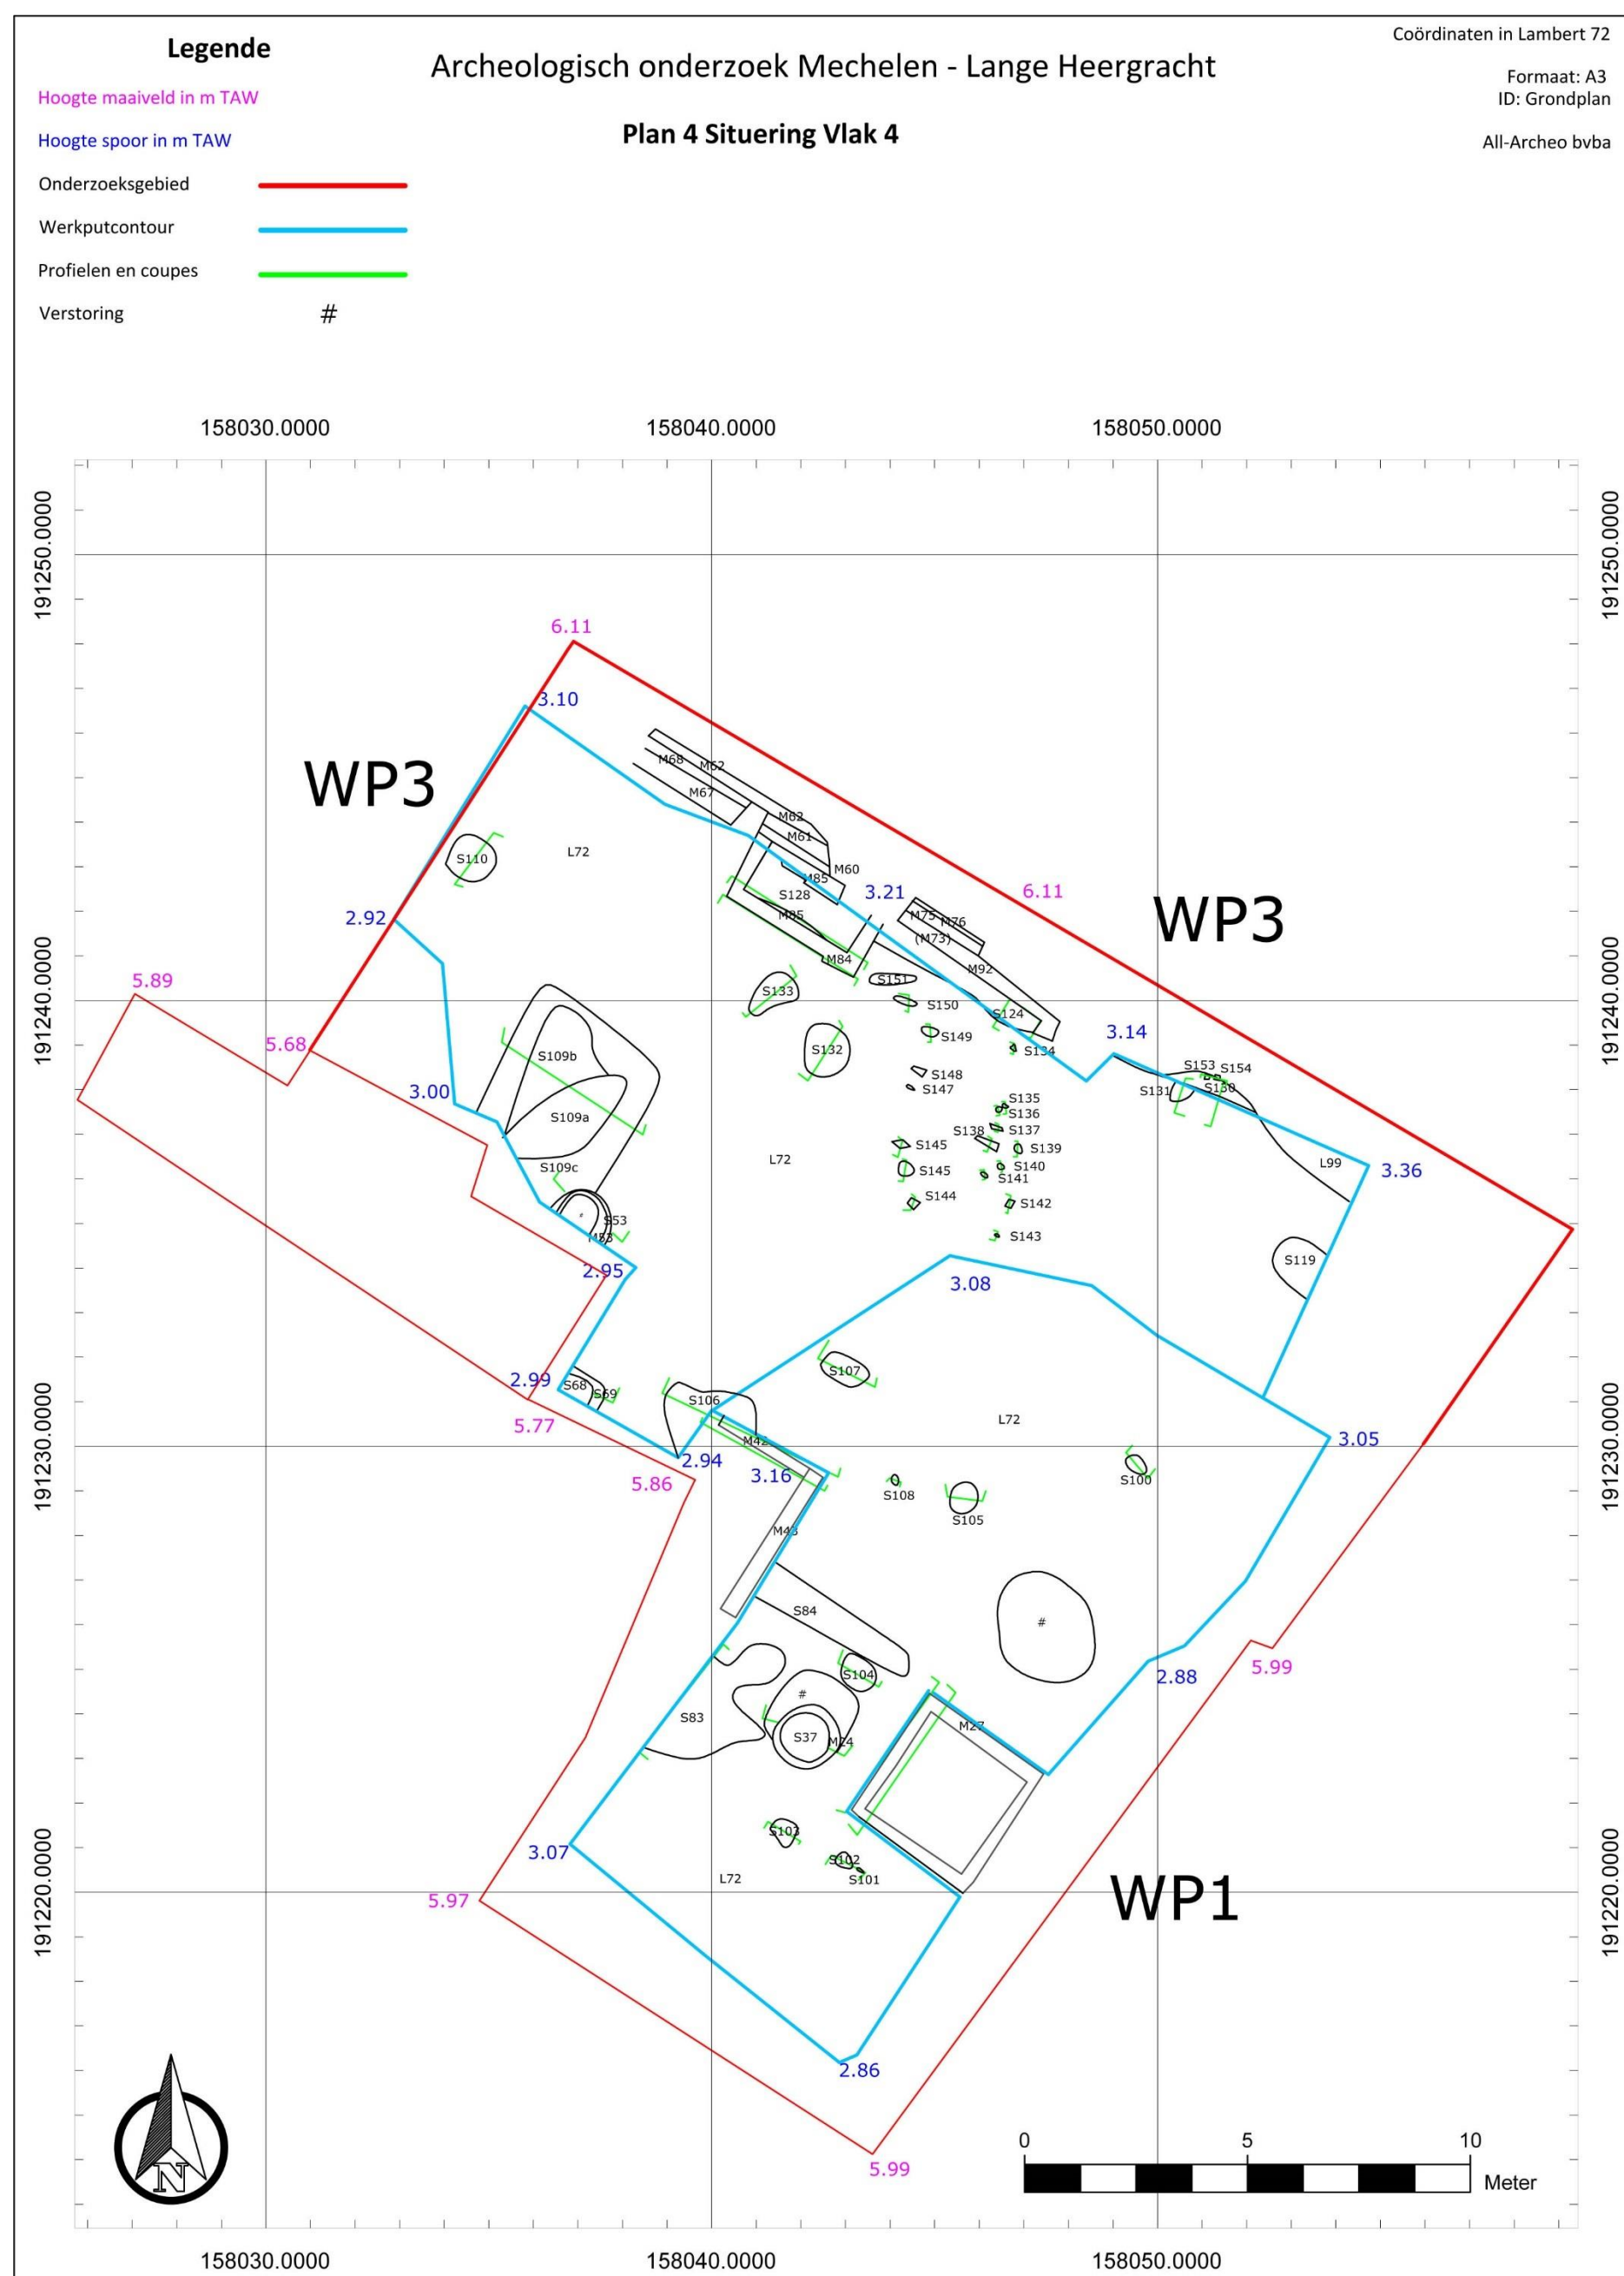 Legende
Archeologisch onderzoek Mechelen - Lange Heergracht
Plan 4 Situering Vlak 4
Coördinaten in Lambert 72
Formaat: A3
ID: Grondplan
All-Archeo bvba
Hoogte maaiveld in m TAW
Hoogte spoor in m TAW
Onderzoeksgebied
Werkputcontour
Profielen en coupes
Verstoring #
158030.0000 158040.0000 158050.0000
191250.0000 191250.0000
6.11
3.10
WP3
M68 M62
M67
M62
M61
M60
S110
L72
M85
S128
M85
3.21
6.11
WP3
2.92
M75 M76
(M73)
M84
M92
191240.0000 191240.0000
5.89
S133
S151
S150
S124
5.68
S132
S149
S134
3.14
S109b
S148
S147
S153 S154
S131 S130
3.00
S135
S136
S109a
S138 S137
S145
S139
L72
S109c
S145
S140
S141
L99
3.36
S144
S142
#
S53
M53
S143
2.95
S119
3.08
2.99
S68
S69
S107
S106
L72
5.77
191230.0000 191230.0000
M42
2.94
3.16
3.05
5.86
S108
S100
S105
M43
S84
#
S104
5.99
2.88
#
S83
S37
M24
M27
S103
3.07
S102
S101
L72
191220.0000 191220.0000
5.97
WP1
2.86
5.99
N
0 5 10
Meter
158030.0000 158040.0000 158050.0000